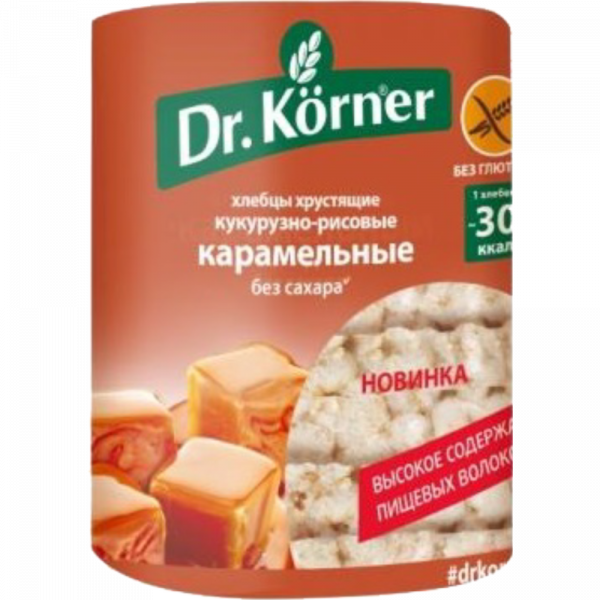 Dr. Körner®
БЕЗ ГЛЮТ
хлебцы хрустящие
кукурузно-рисовые
карамельные
без сахара
1 хлебе
~30
ккал
НОВИНКА
ВЫСОКОЕ СОДЕРЖА
ПИЩЕВЫХ ВОЛОКО
#drkor